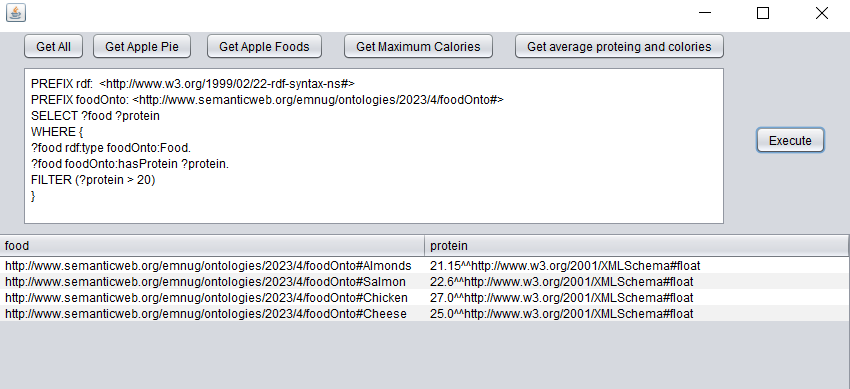 Get All Get Apple Pie Get Apple Foods Get Maximum Calories Get average proteing and colories
PREFIX rdf: <http://www.w3.org/1999/02/22-rdf-syntax-ns#>
PREFIX foodOnto: <http://www.semanticweb.org/emnug/ontologies/2023/4/foodOnto#>
SELECT ?food ?protein
WHERE {
?food rdf:type foodOnto:Food.
?food foodOnto:hasProtein ?protein.
FILTER (?protein > 20)
}
Execute
food protein
http://www.semanticweb.org/emnug/ontologies/2023/4/foodOnto#Almonds 21.15^^http://www.w3.org/2001/XMLSchema#float
http://www.semanticweb.org/emnug/ontologies/2023/4/foodOnto#Salmon 22.6^^http://www.w3.org/2001/XMLSchema#float
http://www.semanticweb.org/emnug/ontologies/2023/4/foodOnto#Chicken 27.0^^http://www.w3.org/2001/XMLSchema#float
http://www.semanticweb.org/emnug/ontologies/2023/4/foodOnto#Cheese 25.0^^http://www.w3.org/2001/XMLSchema#float